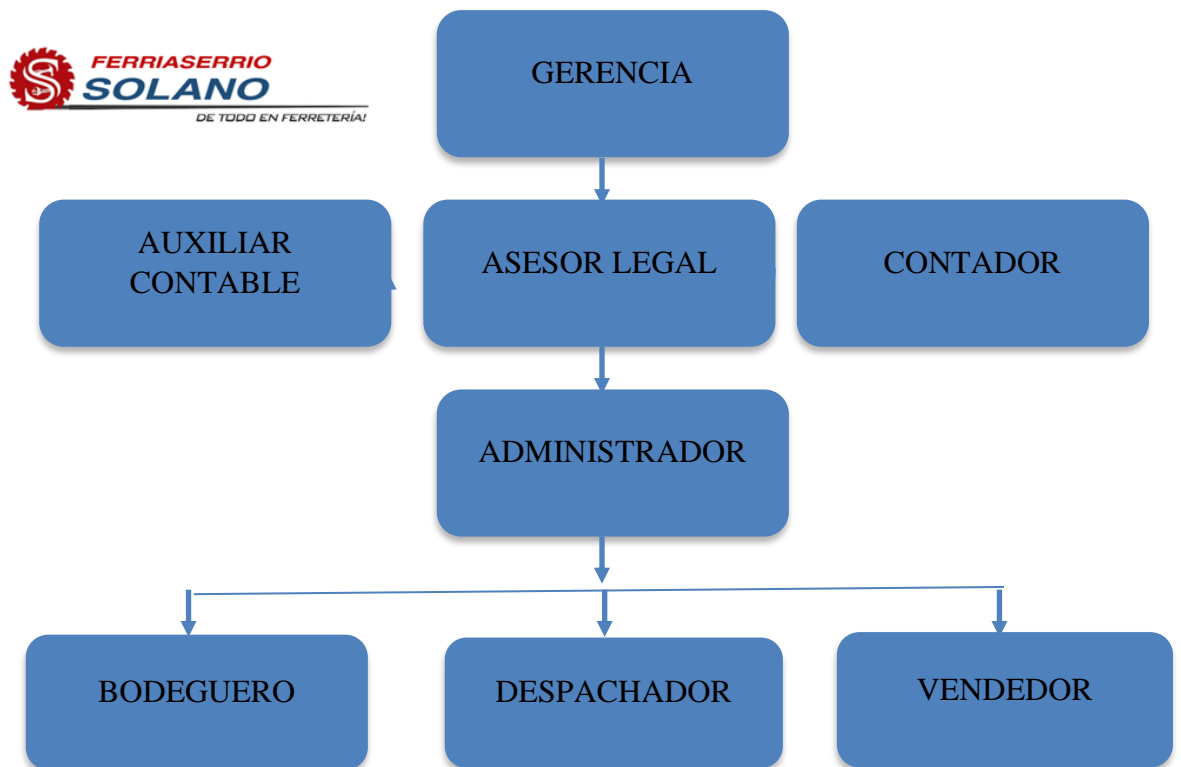 FERRIASERRIO
SOLANO
DE TODO EN FERRETERÍA!
GERENCIA
AUXILIAR
CONTABLE
ASESOR LEGAL
CONTADOR
ADMINISTRADOR
BODEGUERO
DESPACHADOR
VENDEDOR